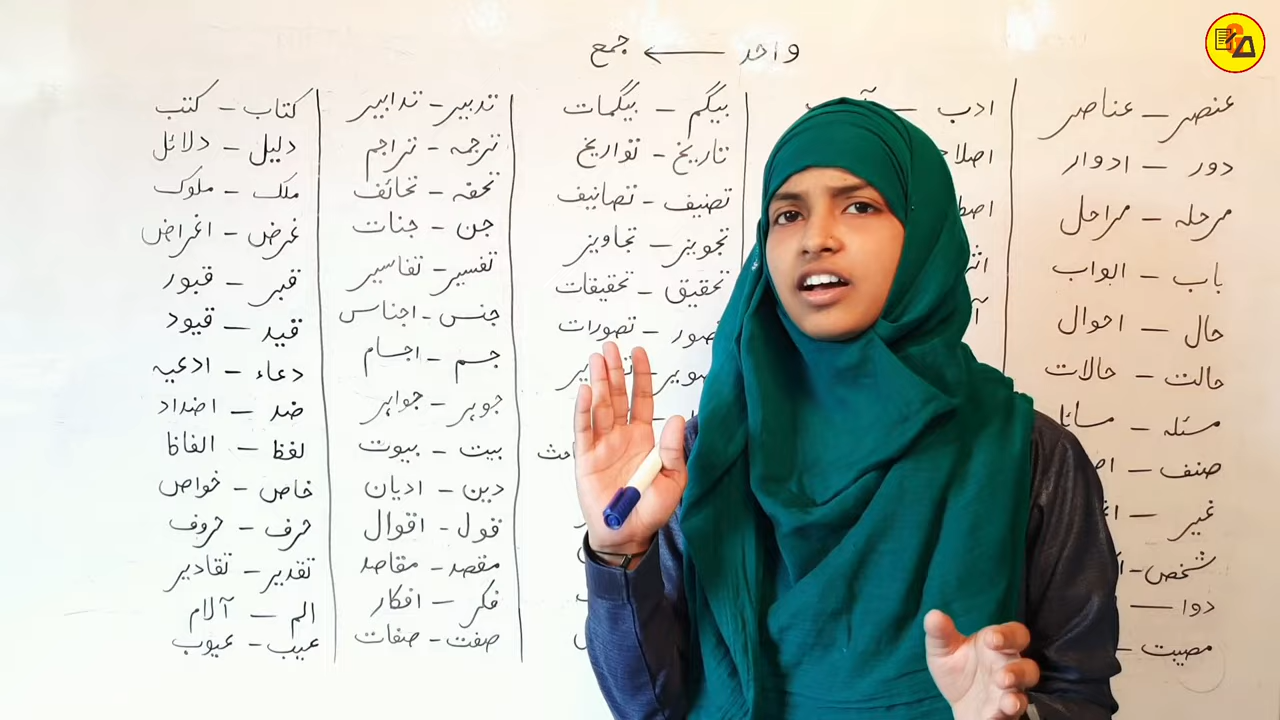 واحد ← جمع
عنصر - عناصر
دور - ادوار
مرحلہ - مراحل
باب - ابواب
حال - احوال
حالت - حالات
مسئلہ -
صنف -
غیر -
شخص -
دوا -
مصیبت -
ادب -
بیگم - بیگمات
تاریخ - تواریخ
تصنیف - تصانیف
تجویز - تجاویز
تحقیق - تحقیقات
تصورات
تدبیر - تدابیر
ترجمہ - تراجم
تحفہ - تحائف
جن - جنات
تفسیر - تفاسیر
جنس - اجناس
جسم - اجسام
جوہر - جواہر
بیت - بیوت
دین - ادیان
قول - اقوال
مقصد - مقاصد
فکر - افکار
صفت - صفات
کتاب - کتب
دلیل - دلائل
ملک - ملوک
غرض - اغراض
قبر - قبور
قید - قیود
دعاء - ادعیہ
ضد - اضداد
لفظ - الفاظ
خاص - خواص
حرف - حروف
تقدیر - تقادیر
الم - آلام
عیب - عیوب